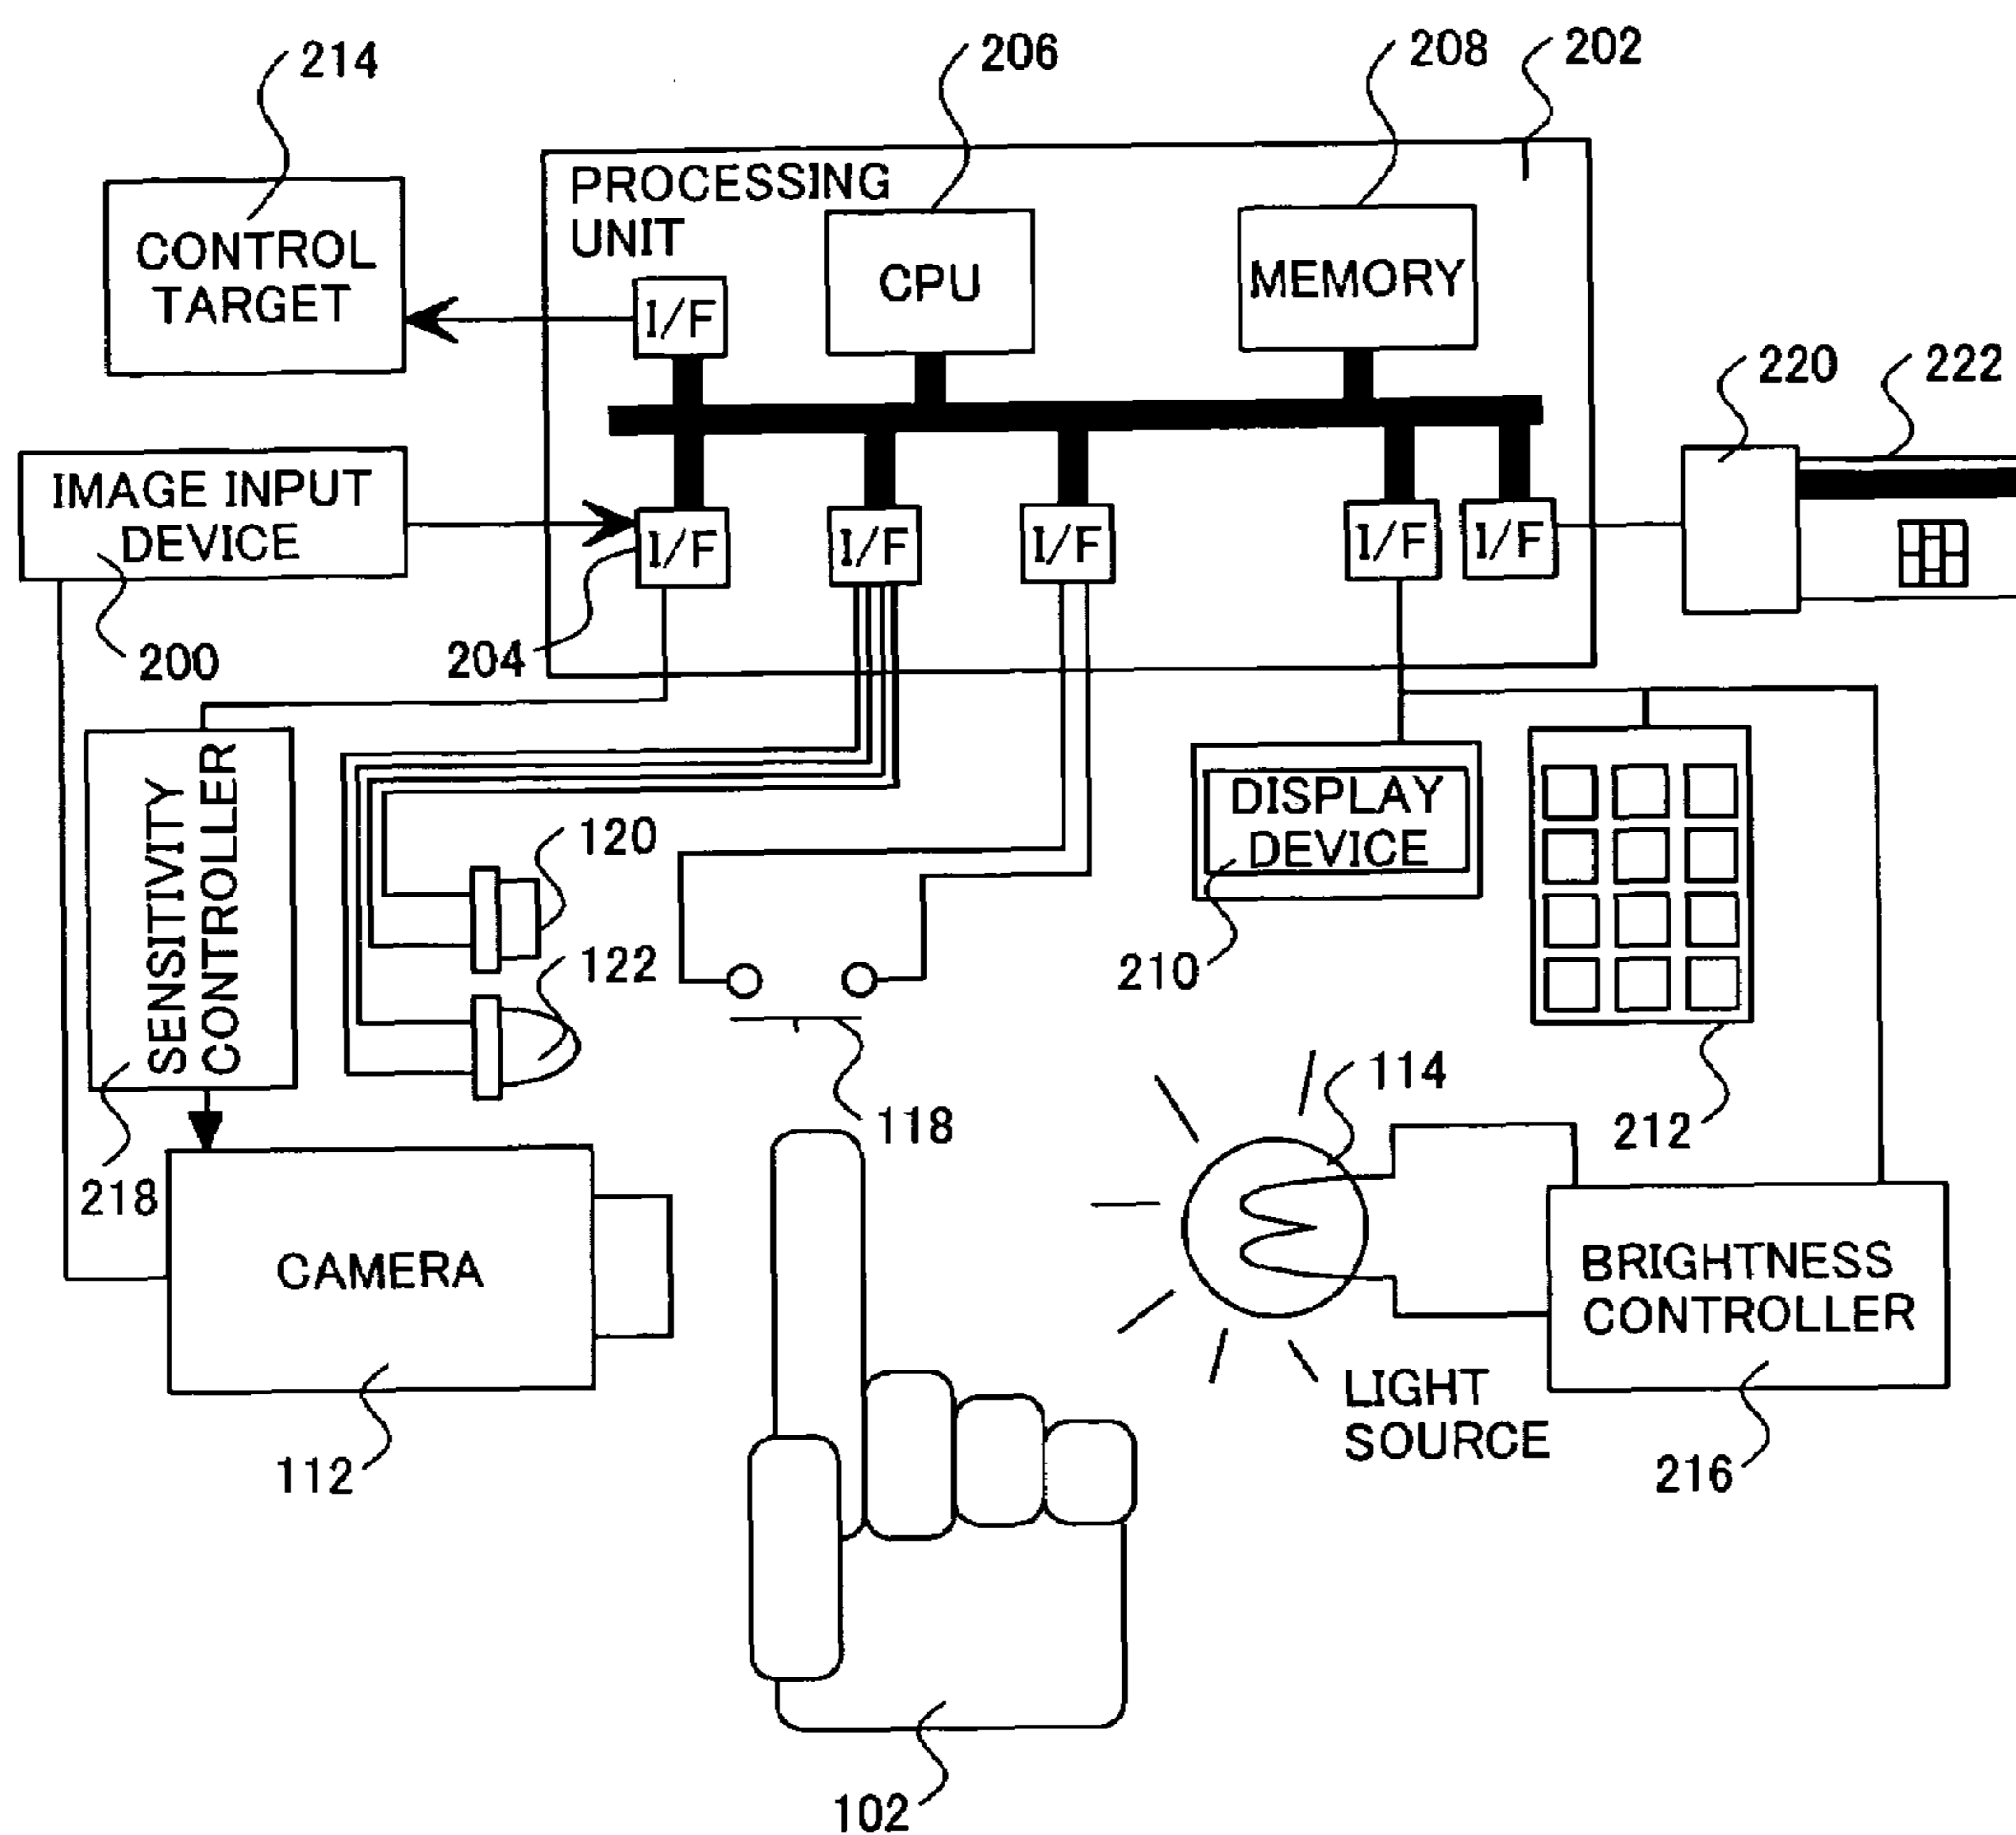 214
206
208
202
PROCESSING
UNIT
CONTROL
TARGET
CPU
MEMORY
I/F
220
222
IMAGE INPUT
DEVICE
I/F
I/F
I/F
I/F
I/F
200
204
SENSITIVITY
CONTROLLER
DISPLAY
DEVICE
120
122
210
114
118
212
218
CAMERA
BRIGHTNESS
CONTROLLER
LIGHT
SOURCE
112
216
102